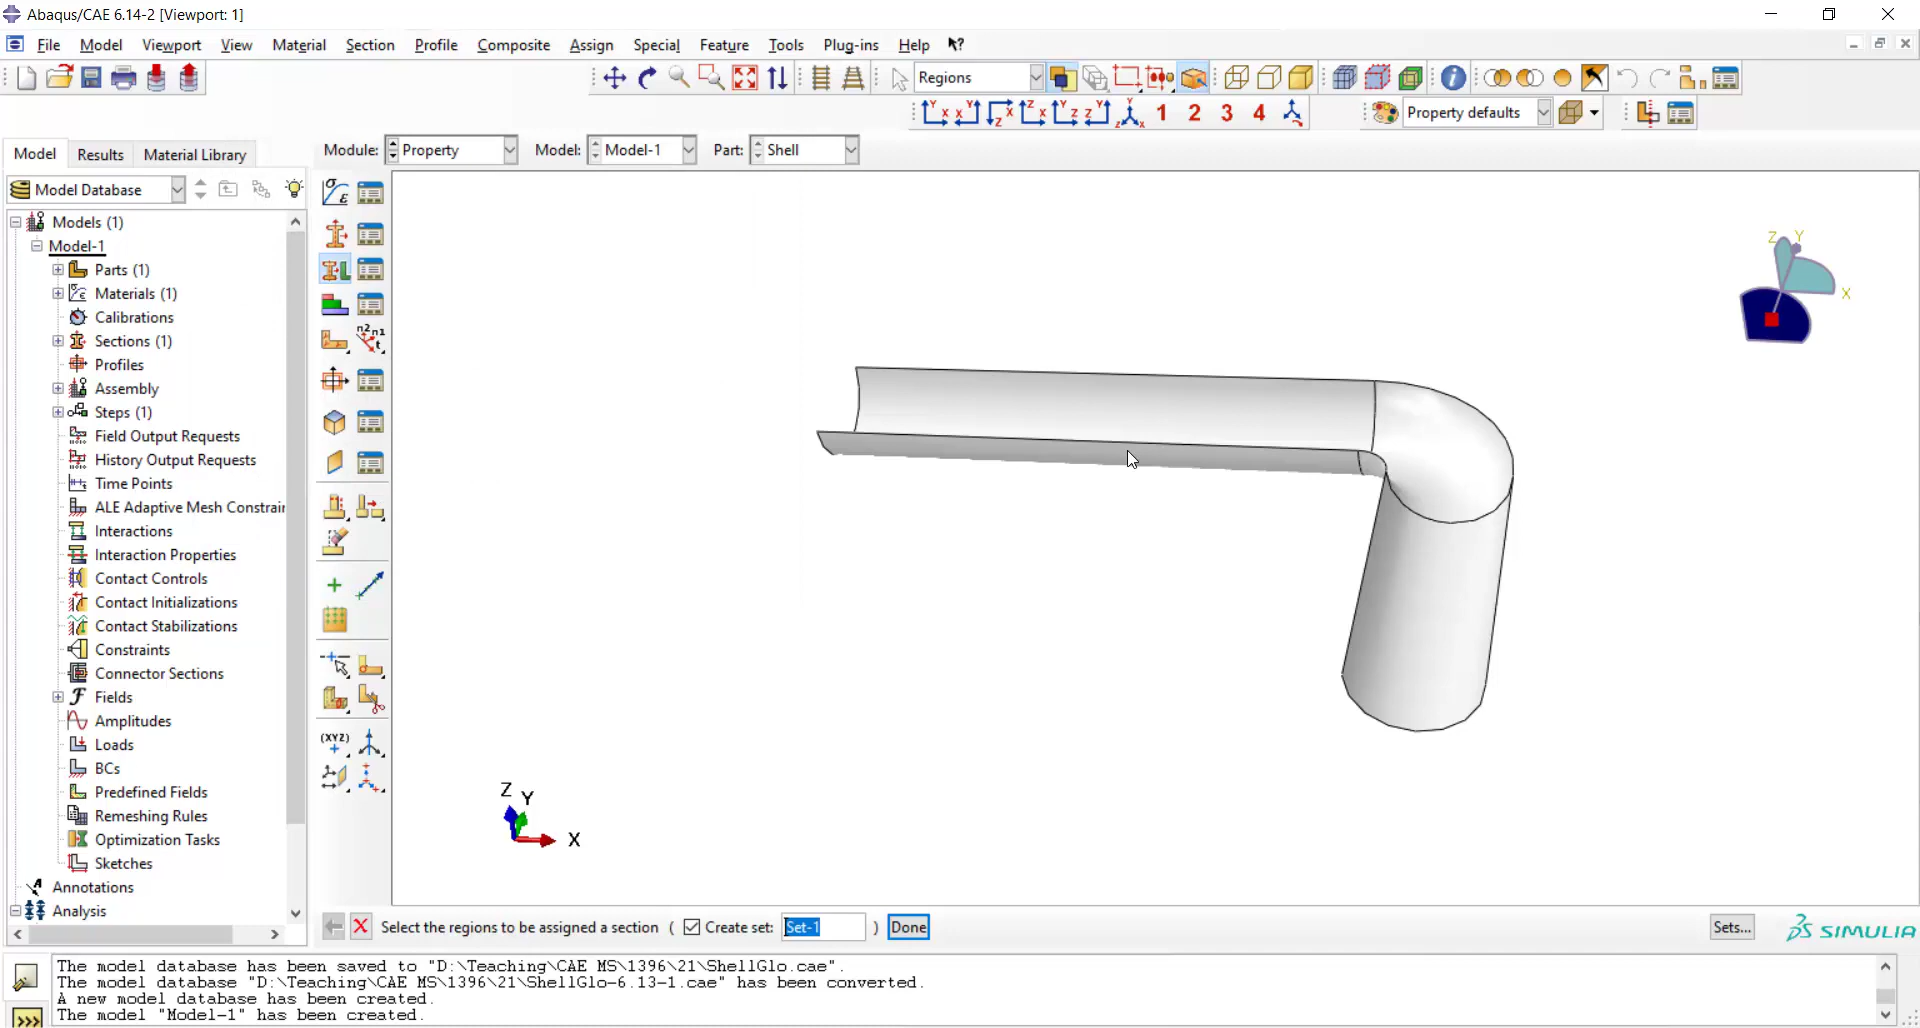 Abaqus/CAE 6.14-2 [Viewport: 1]
File Model Viewport View Material Section Profile Composite Assign Special Feature Tools Plug-ins Help
Regions
1 2 3 4
Property defaults
Model Results Material Library
Module: Property Model: Model-1 Part: Shell
Model Database
Models (1)
Model-1
Parts (1)
Materials (1)
Calibrations
Sections (1)
Profiles
Assembly
Steps (1)
Field Output Requests
History Output Requests
Time Points
ALE Adaptive Mesh Constrai
Interactions
Interaction Properties
Contact Controls
Contact Initializations
Contact Stabilizations
Constraints
Connector Sections
Fields
Amplitudes
Loads
BCs
Predefined Fields
Remeshing Rules
Optimization Tasks
Sketches
Annotations
Analysis
n2 n1
t
(XYZ)
Z Y
X
Z Y
X
Select the regions to be assigned a section ( Create set: Set-1 ) Done
Sets...
SIMULIA
The model database has been saved to "D:\Teaching\CAE MS\1396\21\ShellGlo.cae".
The model database "D:\Teaching\CAE MS\1396\21\ShellGlo-6.13-1.cae" has been converted.
A new model database has been created.
The model "Model-1" has been created.
>>>